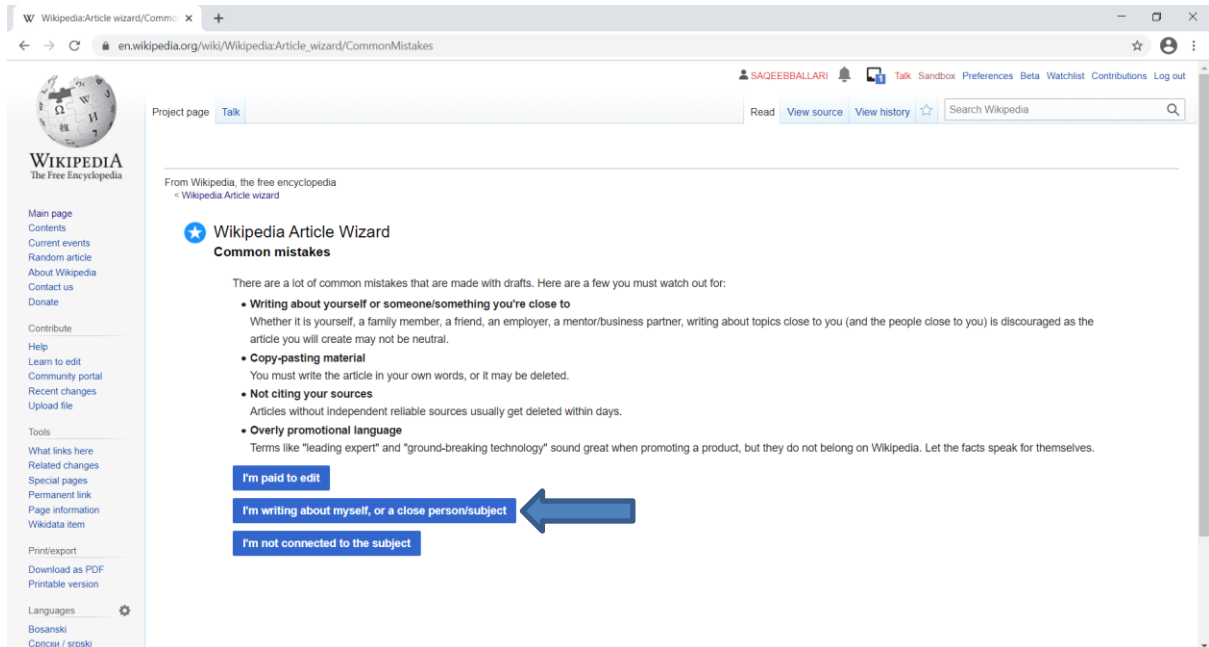 Wikipedia:Article wizard/Commo
en.wikipedia.org/wiki/Wikipedia:Article_wizard/CommonMistakes
SAQEEBBALLARI 1 Talk Sandbox Preferences Beta Watchlist Contributions Log out
Project page Talk Read View source View history Search Wikipedia
WIKIPEDIA
The Free Encyclopedia
From Wikipedia, the free encyclopedia
< Wikipedia:Article wizard
Main page
Contents
Current events
Random article
About Wikipedia
Contact us
Donate
Contribute
Help
Learn to edit
Community portal
Recent changes
Upload file
Tools
What links here
Related changes
Special pages
Permanent link
Page information
Wikidata item
Print/export
Download as PDF
Printable version
Languages
Bosanski
Српски / srpski
Wikipedia Article Wizard
Common mistakes
There are a lot of common mistakes that are made with drafts. Here are a few you must watch out for:
• Writing about yourself or someone/something you're close to
Whether it is yourself, a family member, a friend, an employer, a mentor/business partner, writing about topics close to you (and the people close to you) is discouraged as the
article you will create may not be neutral.
• Copy-pasting material
You must write the article in your own words, or it may be deleted.
• Not citing your sources
Articles without independent reliable sources usually get deleted within days.
• Overly promotional language
Terms like "leading expert" and "ground-breaking technology" sound great when promoting a product, but they do not belong on Wikipedia. Let the facts speak for themselves.
I'm paid to edit
I'm writing about myself, or a close person/subject
I'm not connected to the subject